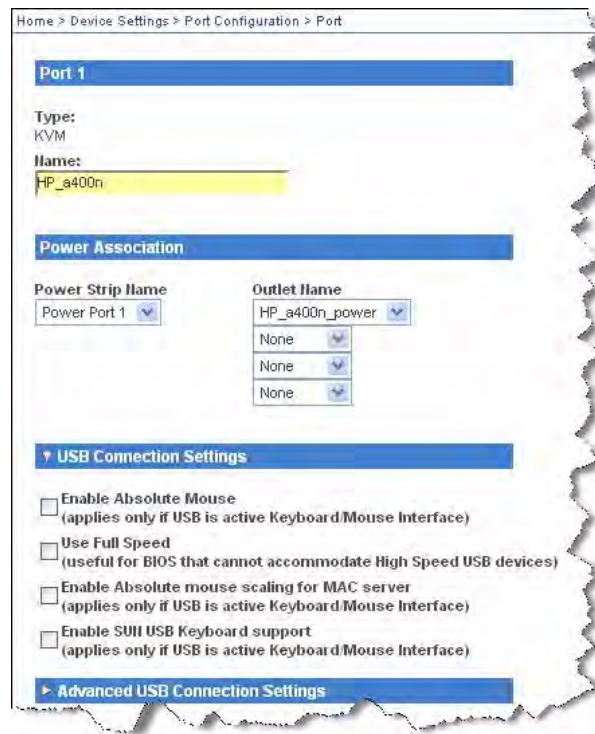 Home > Device Settings > Port Configuration > Port
Port 1
Type:
KVM
Name:
HP_a400n
Power Association
Power Strip Name
Outlet Name
Power Port 1
HP_a400n_power
None
None
None
USB Connection Settings
Enable Absolute Mouse
(applies only if USB is active Keyboard/Mouse Interface)
Use Full Speed
(useful for BIOS that cannot accommodate High Speed USB devices)
Enable Absolute mouse scaling for MAC server
(applies only if USB is active Keyboard/Mouse Interface)
Enable SUN USB Keyboard support
(applies only if USB is active Keyboard/Mouse Interface)
Advanced USB Connection Settings